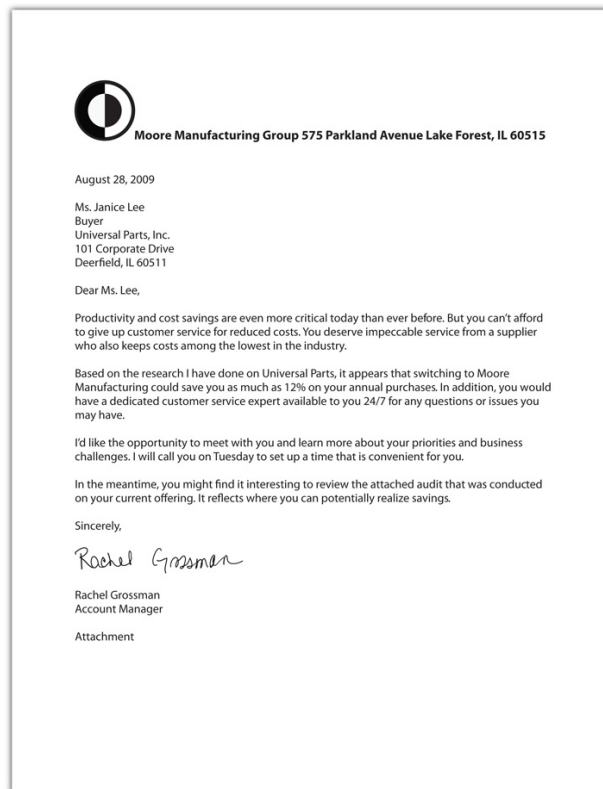 Moore Manufacturing Group 575 Parkland Avenue Lake Forest, IL 60515
August 28, 2009
Ms. Janice Lee
Buyer
Universal Parts, Inc.
101 Corporate Drive
Deerfield, IL 60511
Dear Ms. Lee,
Productivity and cost savings are even more critical today than ever before. But you can’t afford
to give up customer service for reduced costs. You deserve impeccable service from a supplier
who also keeps costs among the lowest in the industry.
Based on the research I have done on Universal Parts, it appears that switching to Moore
Manufacturing could save you as much as 12% on your annual purchases. In addition, you would
have a dedicated customer service expert available to you 24/7 for any questions or issues you
may have.
I’d like the opportunity to meet with you and learn more about your priorities and business
challenges. I will call you on Tuesday to set up a time that is convenient for you.
In the meantime, you might find it interesting to review the attached audit that was conducted
on your current offering. It reflects where you can potentially realize savings.
Sincerely,
Rachel Grossman
Rachel Grossman
Account Manager
Attachment